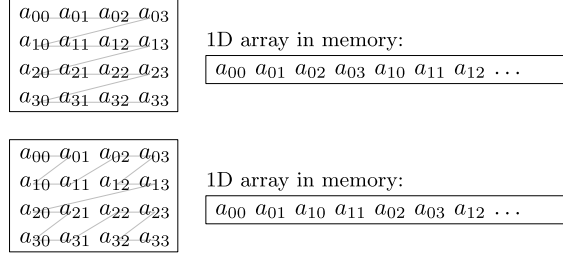 a₀₀ a₀₁ a₀₂ a₀₃
a₁₀ a₁₁ a₁₂ a₁₃
a₂₀ a₂₁ a₂₂ a₂₃
a₃₀ a₃₁ a₃₂ a₃₃
1D array in memory:
a₀₀ a₀₁ a₀₂ a₀₃ a₁₀ a₁₁ a₁₂ …
a₀₀ a₀₁ a₀₂ a₀₃
a₁₀ a₁₁ a₁₂ a₁₃
a₂₀ a₂₁ a₂₂ a₂₃
a₃₀ a₃₁ a₃₂ a₃₃
1D array in memory:
a₀₀ a₀₁ a₁₀ a₁₁ a₀₂ a₀₃ a₁₂ …